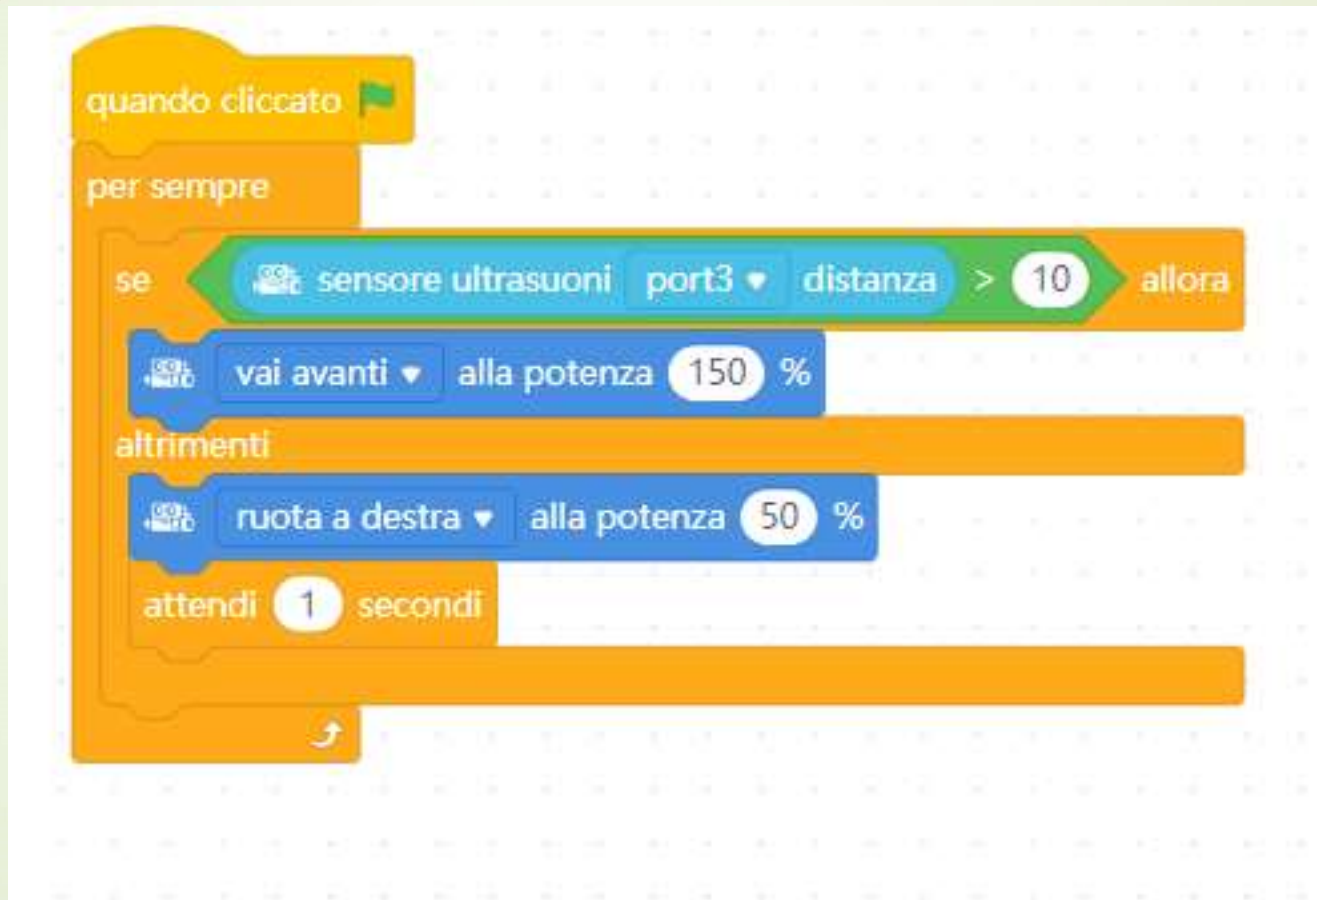 quando cliccato
per sempre
se sensore ultrasuoni port3 distanza > 10 allora
vai avanti alla potenza 150 %
altrimenti
ruota a destra alla potenza 50 %
attendi 1 secondi